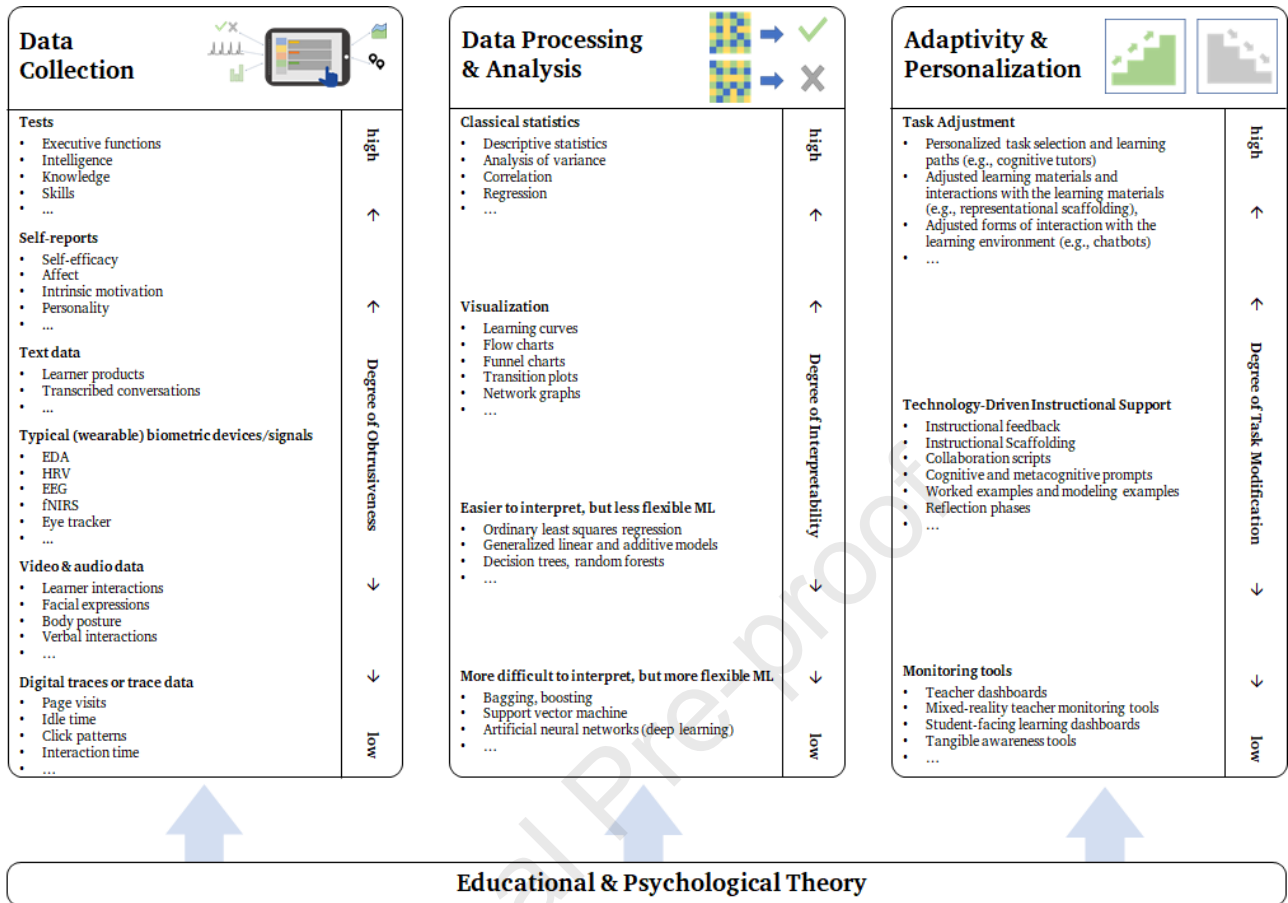 Data
Collection
Tests
• Executive functions
• Intelligence
• Knowledge
• Skills
• ...
Self-reports
• Self-efficacy
• Affect
• Intrinsic motivation
• Personality
• ...
Text data
• Learner products
• Transcribed conversations
• ...
Typical (wearable) biometric devices/signals
• EDA
• HRV
• EEG
• fNIRS
• Eye tracker
• ...
Video & audio data
• Learner interactions
• Facial expressions
• Body posture
• Verbal interactions
• ...
Digital traces or trace data
• Page visits
• Idle time
• Click patterns
• Interaction time
• ...
high
↑
↑
Degree of Obtrusiveness
↓
↓
low
Data Processing
& Analysis
Classical statistics
• Descriptive statistics
• Analysis of variance
• Correlation
• Regression
• ...
Visualization
• Learning curves
• Flow charts
• Funnel charts
• Transition plots
• Network graphs
• ...
Easier to interpret, but less flexible ML
• Ordinary least squares regression
• Generalized linear and additive models
• Decision trees, random forests
• ...
More difficult to interpret, but more flexible ML
• Bagging, boosting
• Support vector machine
• Artificial neural networks (deep learning)
• ...
high
↑
↑
Degree of Interpretability
↓
↓
low
Adaptivity &
Personalization
Task Adjustment
• Personalized task selection and learning
paths (e.g., cognitive tutors)
• Adjusted learning materials and
interactions with the learning materials
(e.g., representational scaffolding),
• Adjusted forms of interaction with the
learning environment (e.g., chatbots)
• ...
Technology-Driven Instructional Support
• Instructional feedback
• Instructional Scaffolding
• Collaboration scripts
• Cognitive and metacognitive prompts
• Worked examples and modeling examples
• Reflection phases
• ...
Monitoring tools
• Teacher dashboards
• Mixed-reality teacher monitoring tools
• Student-facing learning dashboards
• Tangible awareness tools
• ...
high
↑
↑
Degree of Task Modification
↓
↓
low
al Pre-proof
Educational & Psychological Theory